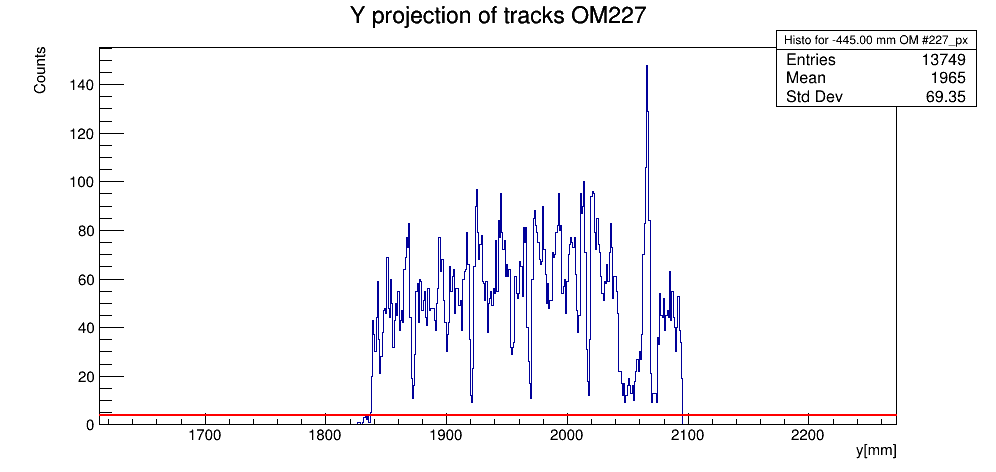 Y projection of tracks OM227
Histo for -445.00 mm OM #227_px
Entries 13749
Mean 1965
Std Dev 69.35
Counts
140
120
100
80
60
40
20
0
1700 1800 1900 2000 2100 2200
y[mm]